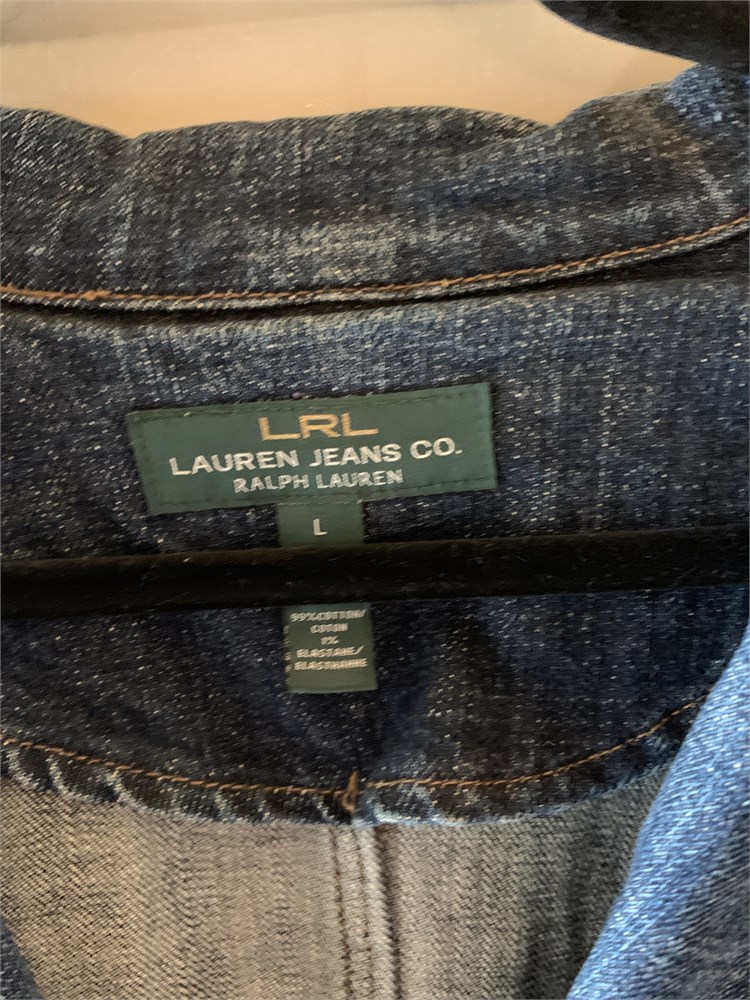 LRL
LAUREN JEANS CO.
RALPH LAUREN
L
99%COTTON/
COTON
1%
ELASTANE/
ELASTHANNE